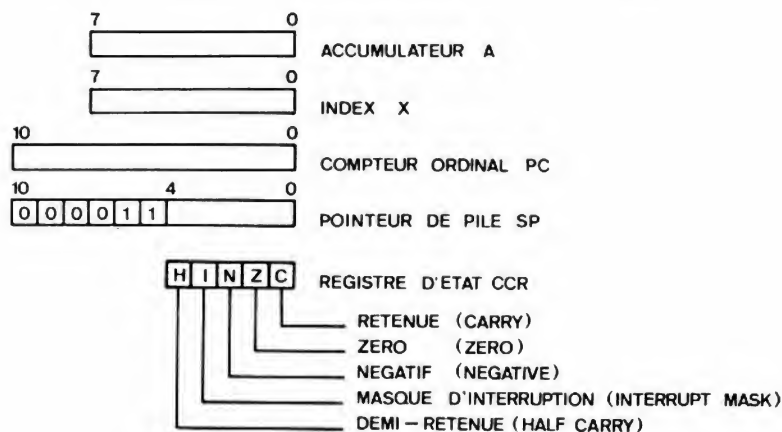 7 0
ACCUMULATEUR A
7 0
INDEX X
10 0
COMPTEUR ORDINAL PC
10 4 0
0 0 0 0 1 1
POINTEUR DE PILE SP
H I N Z C
REGISTRE D'ETAT CCR
RETENUE (CARRY)
ZERO (ZERO)
NEGATIF (NEGATIVE)
MASQUE D'INTERRUPTION (INTERRUPT MASK)
DEMI-RETENUE (HALF CARRY)